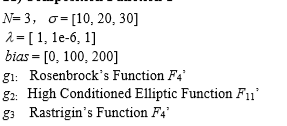 N= 3, σ = [10, 20, 30]
λ = [ 1, 1e-6, 1]
bias = [0, 100, 200]
g1: Rosenbrock's Function F4'
g2: High Conditioned Elliptic Function F11'
g3 Rastrigin's Function F4'